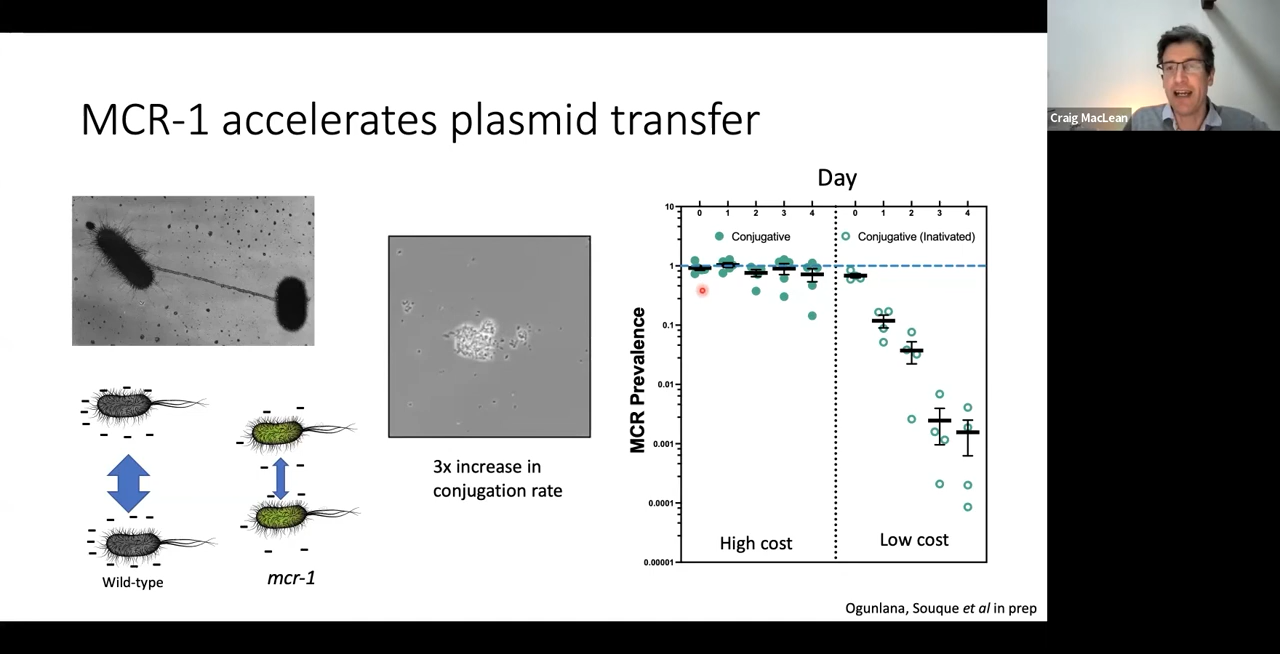 MCR-1 accelerates plasmid transfer
Craig MacLean
Wild-type
mcr-1
3x increase in
conjugation rate
Day
0 1 2 3 4 0 1 2 3 4
Conjugative
Conjugative (Inativated)
MCR Prevalence
10
1
0.1
0.01
0.001
0.0001
0.00001
High cost
Low cost
Ogunlana, Souque et al in prep